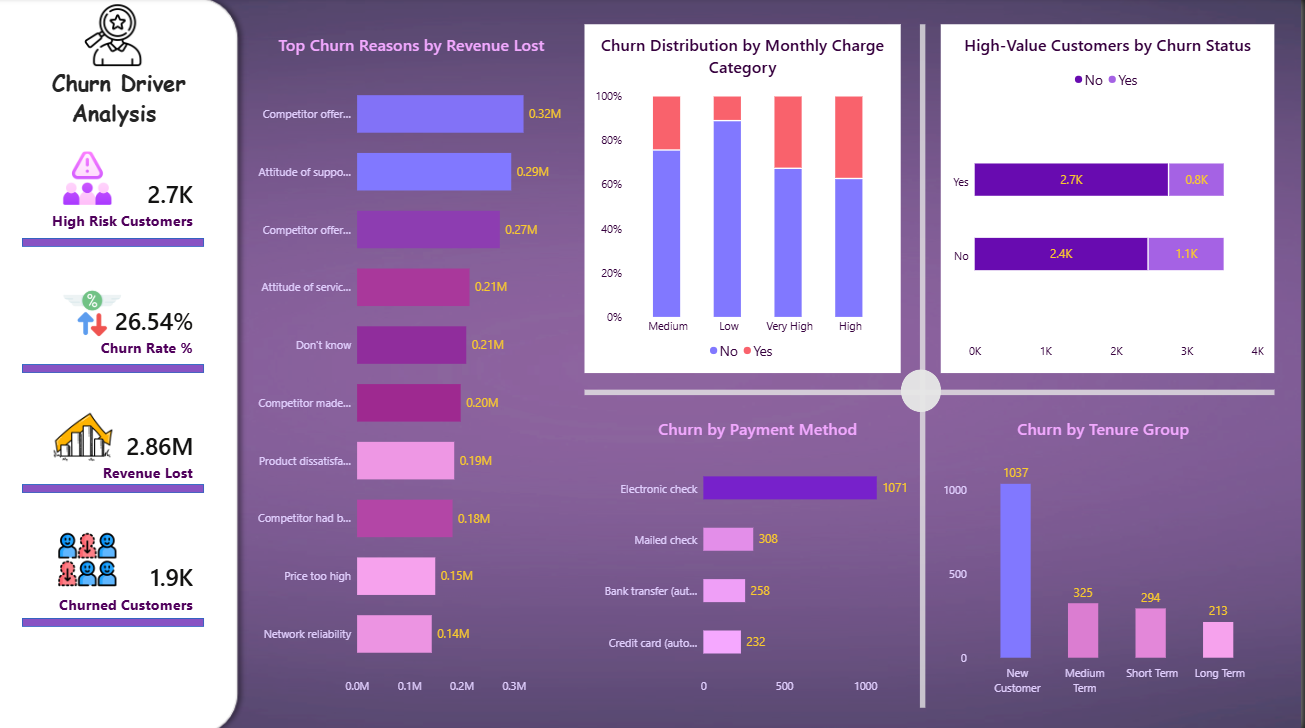 Churn Driver
Analysis
2.7K
High Risk Customers
%
26.54%
Churn Rate %
2.86M
Revenue Lost
1.9K
Churned Customers
Top Churn Reasons by Revenue Lost
Competitor offer... 0.32M
Attitude of suppo... 0.29M
Competitor offer... 0.27M
Attitude of servic... 0.21M
Don't know 0.21M
Competitor made... 0.20M
Product dissatisfa... 0.19M
Competitor had b... 0.18M
Price too high 0.15M
Network reliability 0.14M
0.0M 0.1M 0.2M 0.3M
Churn Distribution by Monthly Charge
Category
100%
80%
60%
40%
20%
0%
Medium Low Very High High
No Yes
High-Value Customers by Churn Status
No Yes
Yes 2.7K 0.8K
No 2.4K 1.1K
0K 1K 2K 3K 4K
Churn by Payment Method
Electronic check 1071
Mailed check 308
Bank transfer (aut... 258
Credit card (auto... 232
0 500 1000
Churn by Tenure Group
1037
1000
500
325 294 213
0
New Medium Short Term Long Term
Customer Term